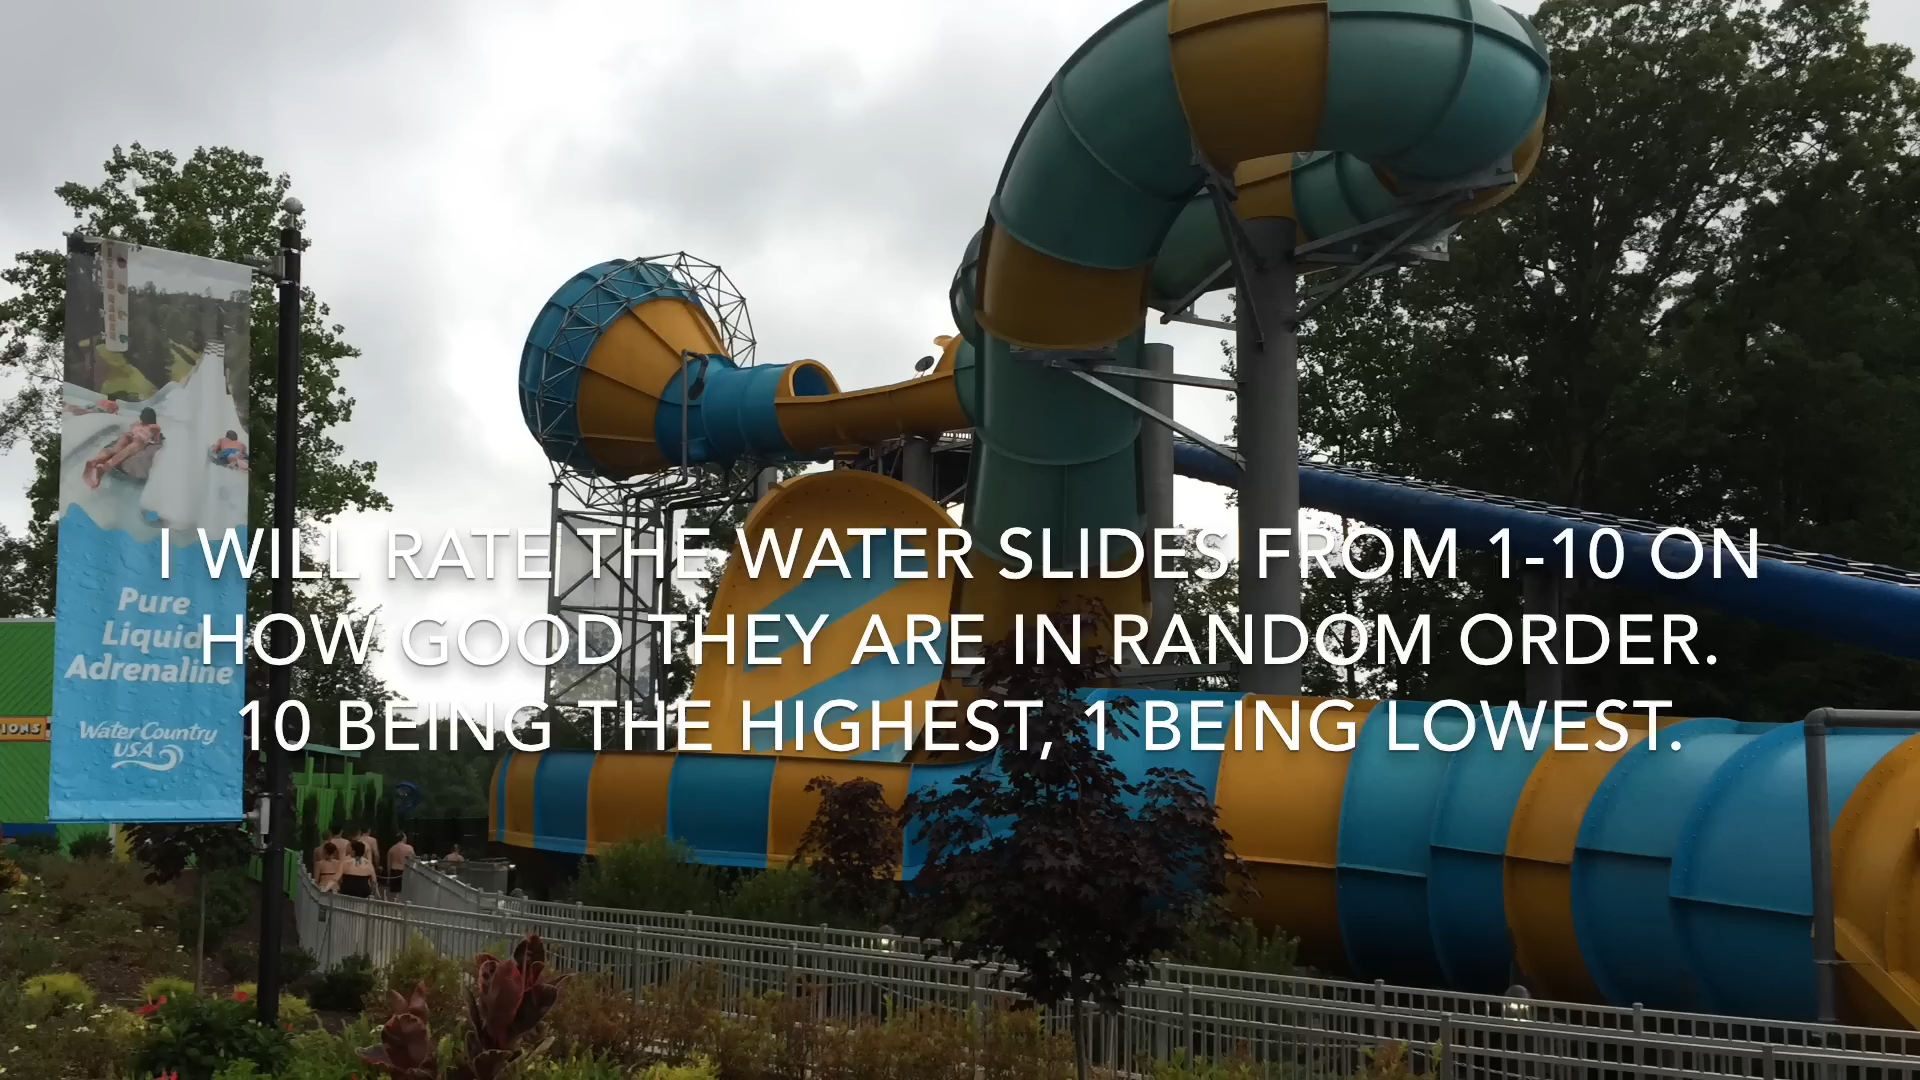 I WILL RATE THE WATER SLIDES FROM 1-10 ON
HOW GOOD THEY ARE IN RANDOM ORDER.
10 BEING THE HIGHEST, 1 BEING LOWEST.
Pure
Liquid
Adrenaline
Water Country
USA
IONS